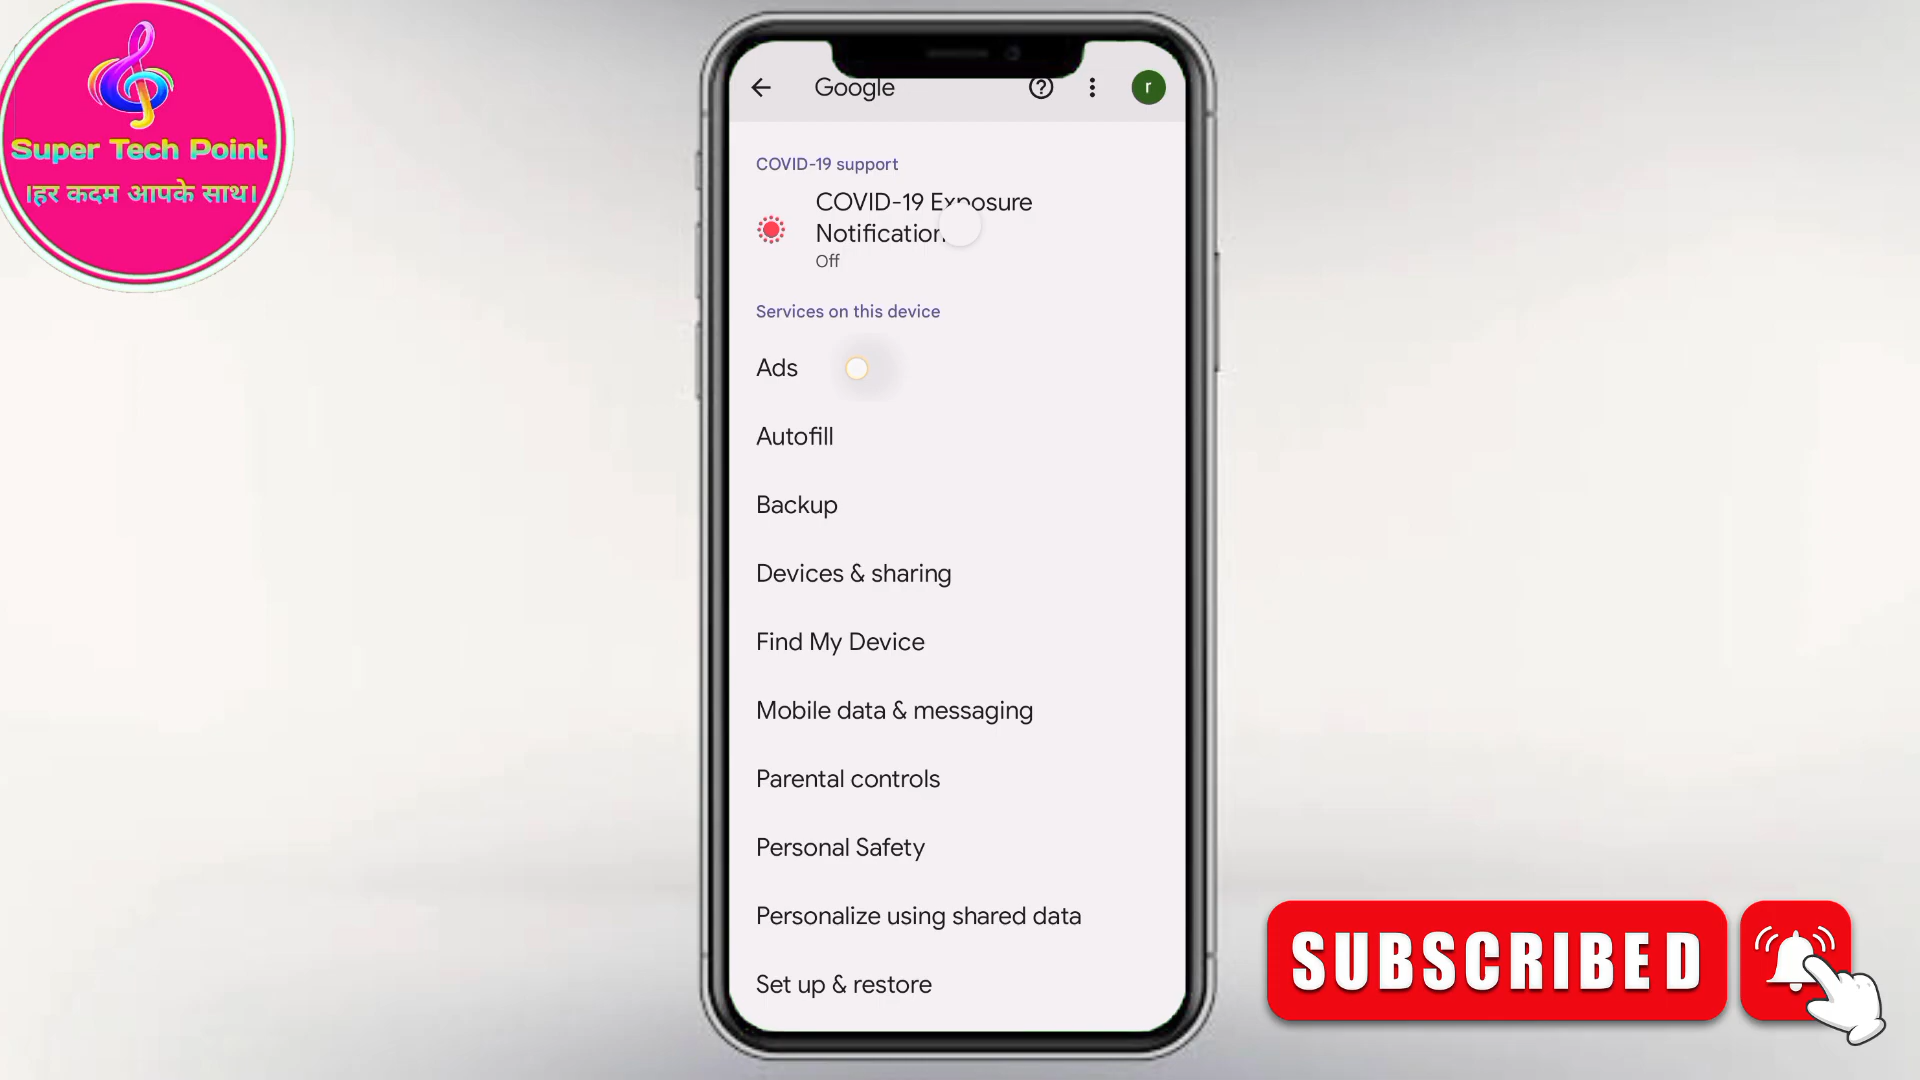 Super Tech Point
।हर कदम आपके साथ।
Google
r
COVID-19 support
COVID-19 Exposure
Notification
Off
Services on this device
Ads
Autofill
Backup
Devices & sharing
Find My Device
Mobile data & messaging
Parental controls
Personal Safety
Personalize using shared data
Set up & restore
SUBSCRIBED